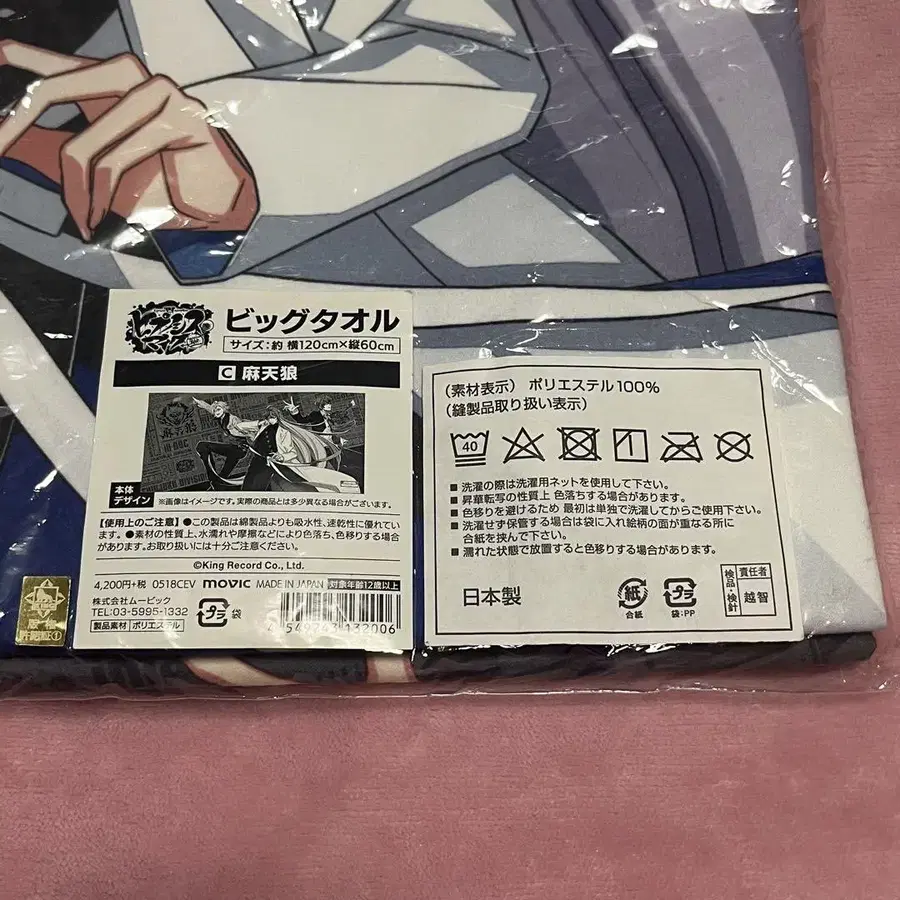 ヒプノシスマイク
ビッグタオル
サイズ:約 横120cm×縦60cm
C 麻天狼
本体
デザイン
※画像はイメージです。実際の商品とは多少異なる場合がございます。
【使用上のご注意】●この製品は綿製品よりも吸水性、速乾性に優れてい
ます。●素材の性質上、水濡れや摩擦などにより色落ち、色移りする場合
があります。お取り扱いには十分ご注意ください。
©King Record Co., Ltd.
4,200円+税 0518CEV movic MADE IN JAPAN 対象年齢12歳以上
株式会社ムービック
TEL:03-5995-1332
製品素材 ポリエステル
プラ
袋
(素材表示) ポリエステル100%
(縫製品取り扱い表示)
40
■ 洗濯の際は洗濯用ネットを使用して下さい。
■ 昇華転写の性質上 色落ちする場合があります。
■ 色移りを避けるため 最初は単独で洗濯してからご使用下さい。
■ 洗濯せず保管する場合は袋に入れ絵柄の面が重なる所に
合紙を挟んで下さい。
■ 濡れた状態で放置すると色移りする場合があります。
日本製
紙
合紙
プラ
袋:PP
検品・検針
責任者
越智